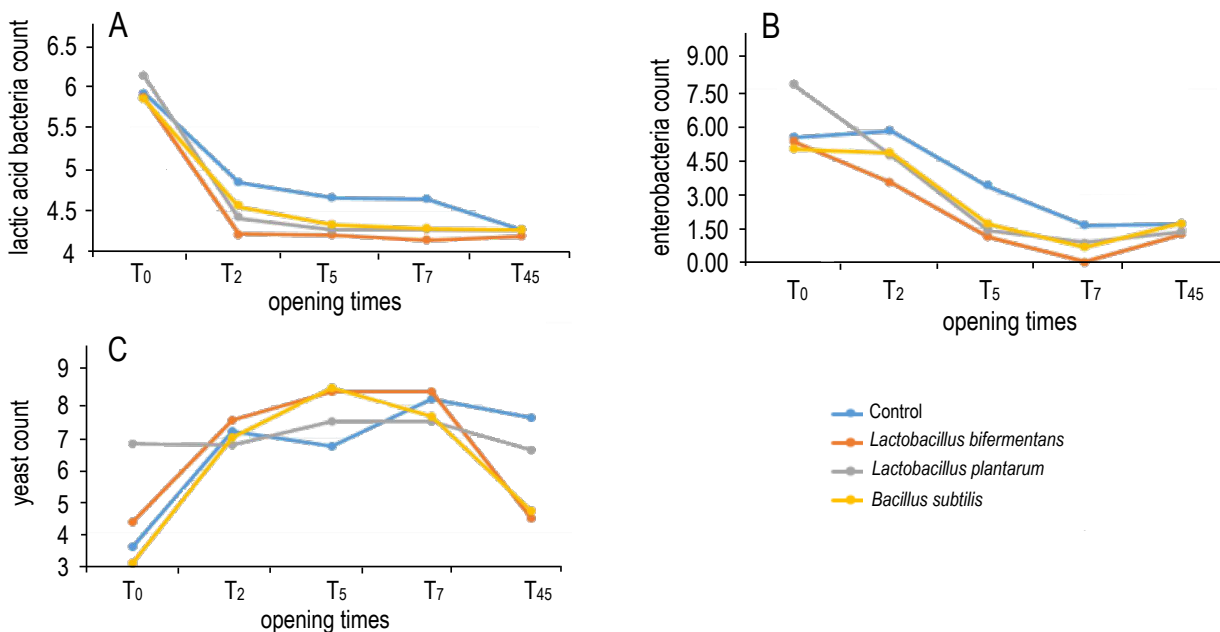 A
lactic acid bacteria count
6.5
6
5.5
5
4.5
4
T0 T2 T5 T7 T45
opening times
B
enterobacteria count
9.00
7.50
6.00
4.50
3.00
1.50
0.00
T0 T2 T5 T7 T45
opening times
C
yeast count
9
8
7
6
5
4
3
T0 T2 T5 T7 T45
opening times
Control
Lactobacillus bifermentans
Lactobacillus plantarum
Bacillus subtilis